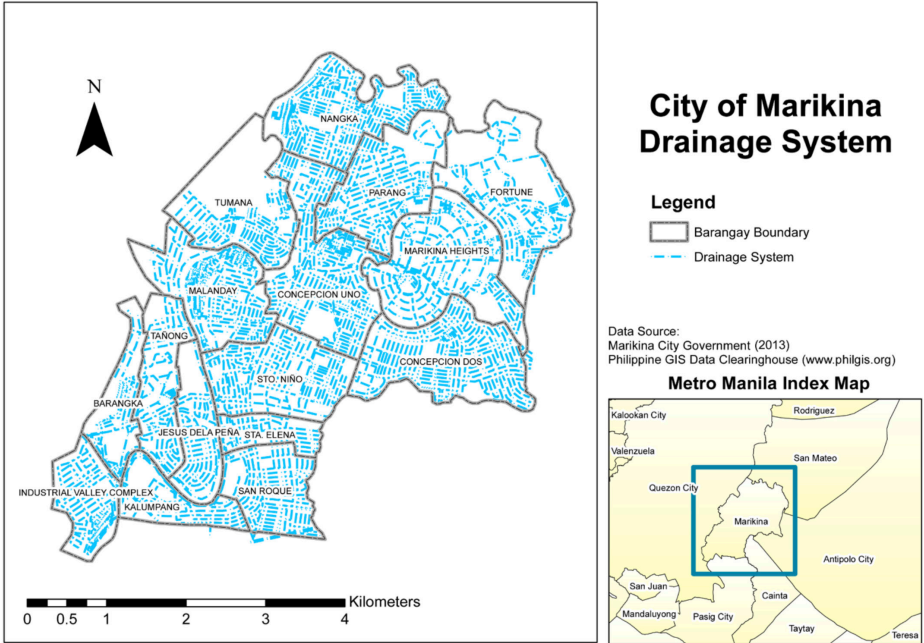 N
NANGKA
PARANG
FORTUNE
TUMANA
MARIKINA HEIGHTS
MALANDAY
CONCEPCION UNO
TAÑONG
CONCEPCION DOS
STO. NIÑO
BARANGKA
JESUS DELA PEÑA
STA. ELENA
INDUSTRIAL VALLEY COMPLEX
SAN ROQUE
KALUMPANG
Kilometers
0 0.5 1 2 3 4
City of Marikina
Drainage System
Legend
Barangay Boundary
Drainage System
Data Source:
Marikina City Government (2013)
Philippine GIS Data Clearinghouse (www.philgis.org)
Metro Manila Index Map
Kalookan City
Rodriguez
Valenzuela
San Mateo
Quezon City
Marikina
Antipolo City
San Juan
Cainta
Mandaluyong
Pasig City
Taytay
Teresa